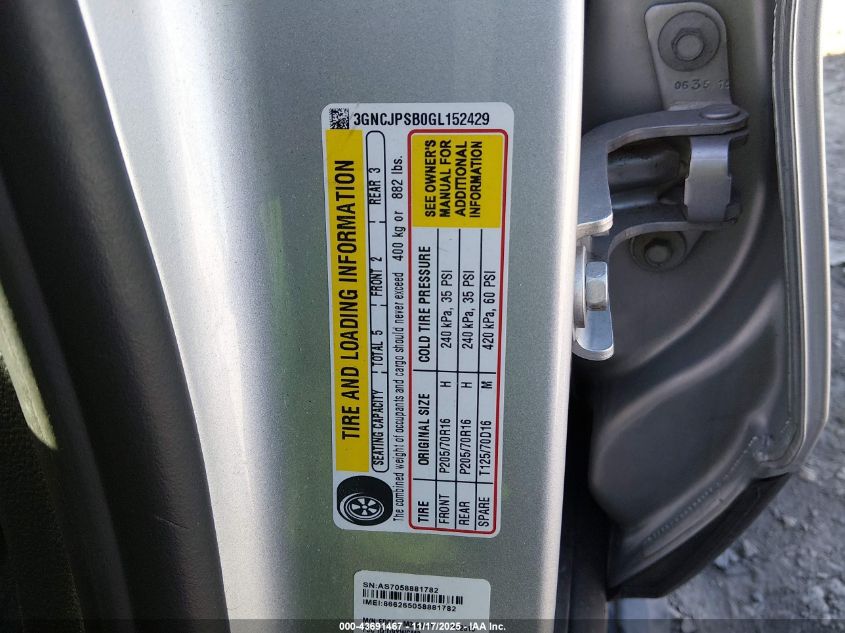 3GNCJPSB0GL152429
TIRE AND LOADING INFORMATION
SEATING CAPACITY TOTAL 5 FRONT 2 REAR 3
The combined weight of occupants and cargo should never exceed 400 kg or 882 lbs.
TIRE ORIGINAL SIZE COLD TIRE PRESSURE
FRONT P205/70R16 H 240 kPa, 35 PSI
REAR P205/70R16 H 240 kPa, 35 PSI
SPARE T125/70D16 M 420 kPa, 60 PSI
SEE OWNER'S
MANUAL FOR
ADDITIONAL
INFORMATION
SN:AS7058881782
IMEI:866265058881782
000-43691467 - 11/17/2025 - IAA Inc.